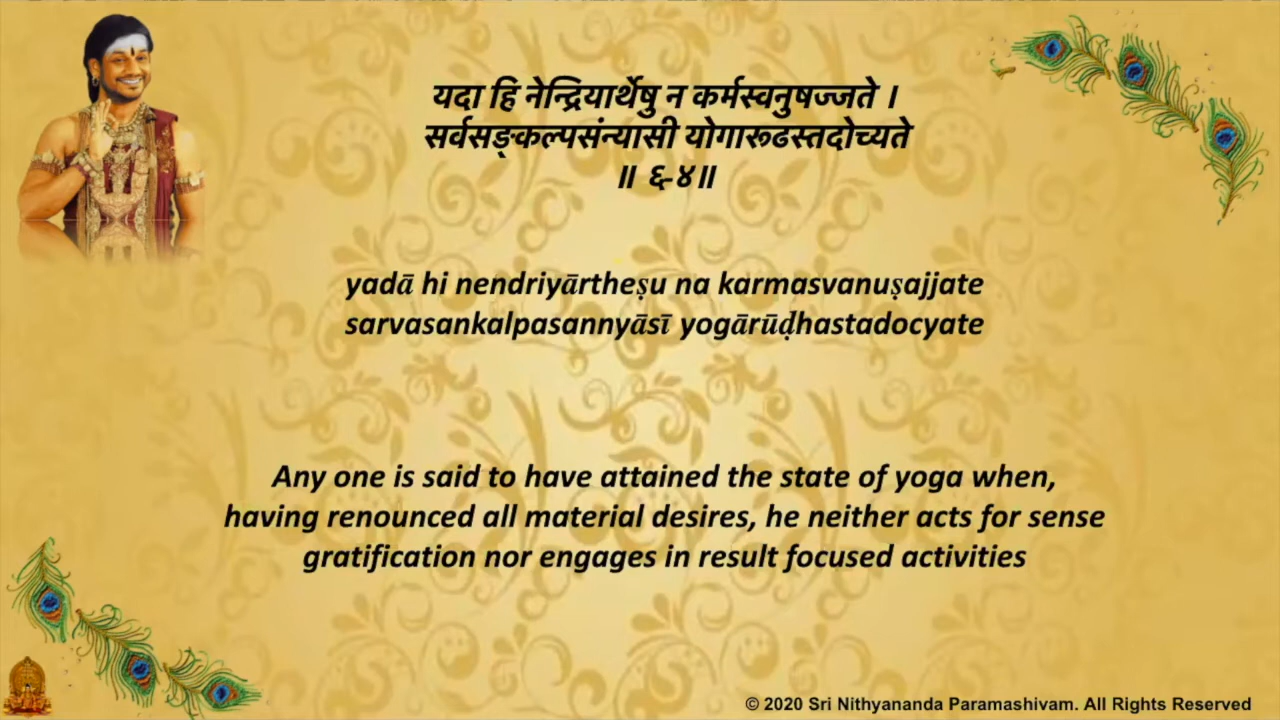 यदा हि नेन्द्रियार्थेषु न कर्मस्वनुषज्जते ।
सर्वसङ्कल्पसंन्यासी योगारूढस्तदोच्यते
॥ ६-४॥
yadā hi nendriyārtheṣu na karmasvanuṣajjate
sarvasankalpasannyāsī yogārūḍhastadocyate
Any one is said to have attained the state of yoga when,
having renounced all material desires, he neither acts for sense
gratification nor engages in result focused activities
© 2020 Sri Nithyananda Paramashivam. All Rights Reserved